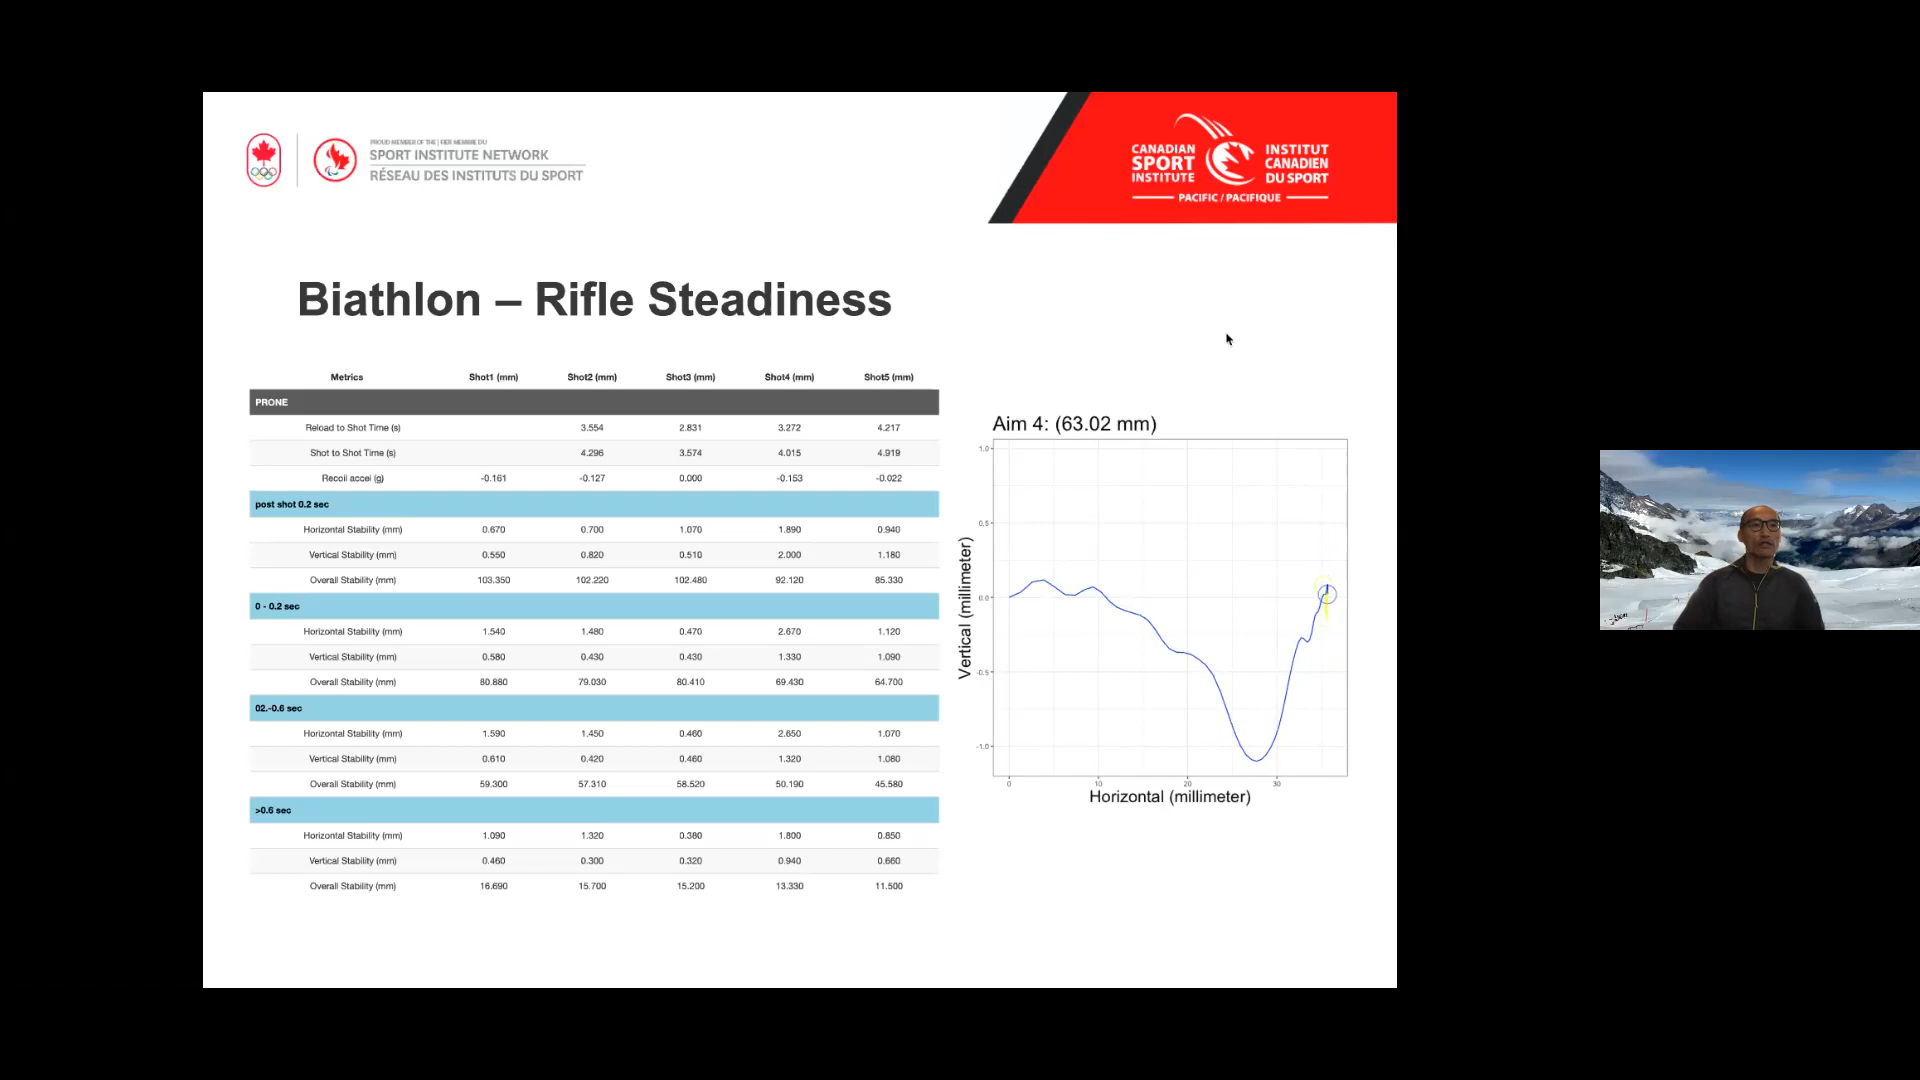 PROUD MEMBER OF THE | FIER MEMBRE DU
SPORT INSTITUTE NETWORK
RÉSEAU DES INSTITUTS DU SPORT
CANADIAN SPORT INSTITUTE
INSTITUT CANADIEN DU SPORT
PACIFIC / PACIFIQUE
Biathlon – Rifle Steadiness
Metrics Shot1 (mm) Shot2 (mm) Shot3 (mm) Shot4 (mm) Shot5 (mm)
PRONE
Reload to Shot Time (s) 3.554 2.831 3.272 4.217
Shot to Shot Time (s) 4.296 3.574 4.015 4.919
Recoil accel (g) -0.161 -0.127 0.000 -0.153 -0.022
post shot 0.2 sec
Horizontal Stability (mm) 0.670 0.700 1.070 1.890 0.940
Vertical Stability (mm) 0.550 0.820 0.510 2.000 1.180
Overall Stability (mm) 103.350 102.220 102.480 92.120 85.330
0 - 0.2 sec
Horizontal Stability (mm) 1.540 1.480 0.470 2.670 1.120
Vertical Stability (mm) 0.580 0.430 0.430 1.330 1.090
Overall Stability (mm) 80.880 79.030 80.410 69.430 64.700
02.-0.6 sec
Horizontal Stability (mm) 1.590 1.450 0.460 2.650 1.070
Vertical Stability (mm) 0.610 0.420 0.460 1.320 1.080
Overall Stability (mm) 59.300 57.310 58.520 50.190 45.580
>0.6 sec
Horizontal Stability (mm) 1.090 1.320 0.380 1.800 0.850
Vertical Stability (mm) 0.460 0.300 0.320 0.940 0.660
Overall Stability (mm) 16.690 15.700 15.200 13.330 11.500
Aim 4: (63.02 mm)
Vertical (millimeter)
1.0
0.5
0.0
-0.5
-1.0
0 10 20 30
Horizontal (millimeter)